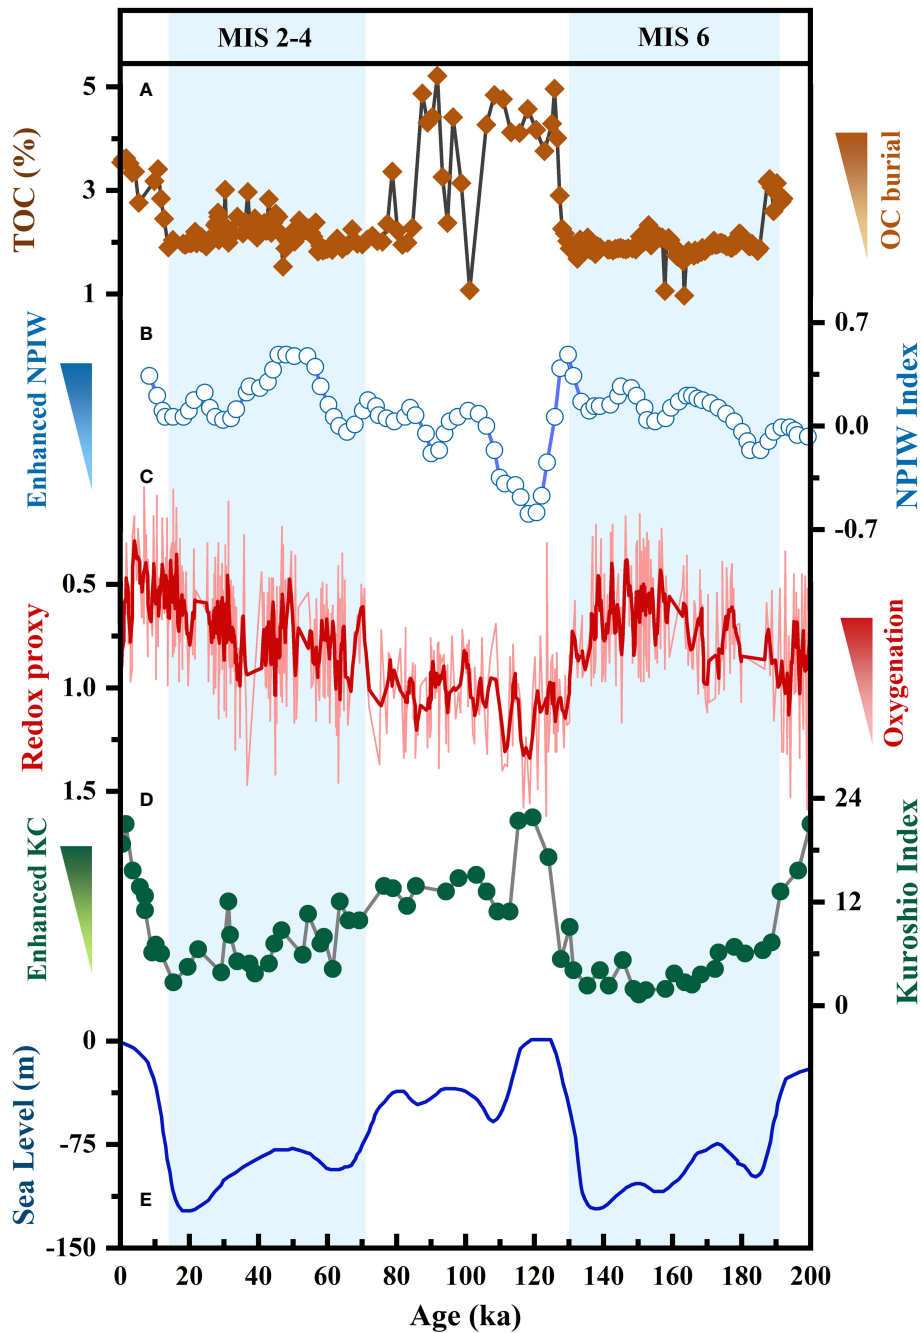 MIS 2-4
MIS 6
A
5
3
1
TOC (%)
OC burial
B
Enhanced NPIW
0.7
0.0
-0.7
NPIW Index
C
0.5
1.0
1.5
Redox proxy
Oxygenation
D
Enhanced KC
24
12
0
Kuroshio Index
0
-75
-150
Sea Level (m)
E
0 20 40 60 80 100 120 140 160 180 200
Age (ka)